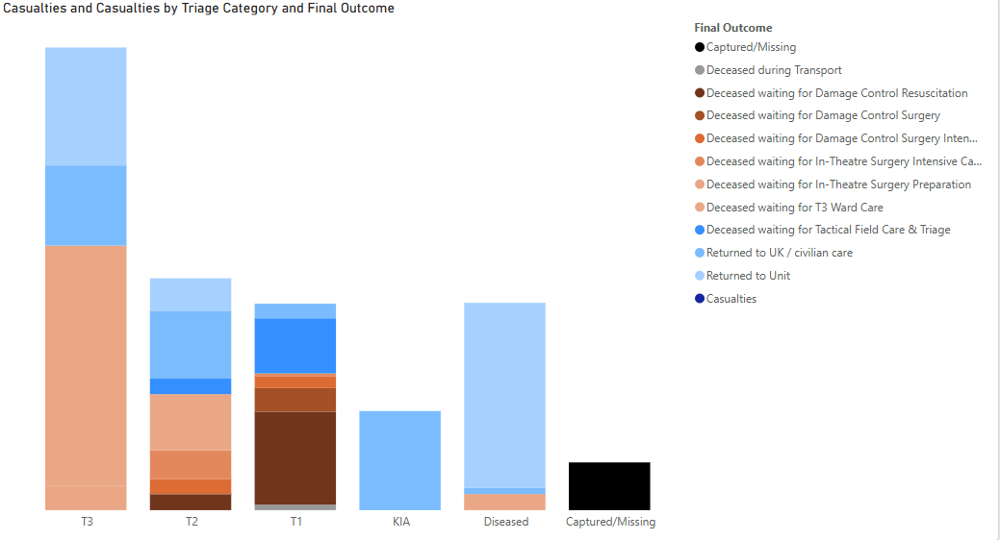 Casualties and Casualties by Triage Category and Final Outcome
Final Outcome
Captured/Missing
Deceased during Transport
Deceased waiting for Damage Control Resuscitation
Deceased waiting for Damage Control Surgery
Deceased waiting for Damage Control Surgery Inten...
Deceased waiting for In-Theatre Surgery Intensive Ca...
Deceased waiting for In-Theatre Surgery Preparation
Deceased waiting for T3 Ward Care
Deceased waiting for Tactical Field Care & Triage
Returned to UK / civilian care
Returned to Unit
Casualties
T3 T2 T1 KIA Diseased Captured/Missing